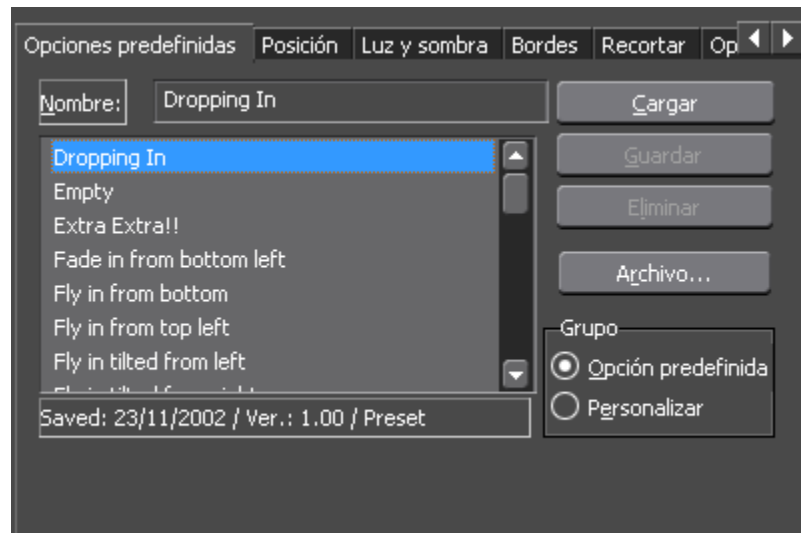 Opciones predefinidas Posición Luz y sombra Bordes Recortar Op
Nombre: Dropping In Cargar
Dropping In Guardar
Empty Eliminar
Extra Extra!!
Fade in from bottom left Archivo...
Fly in from bottom
Fly in from top left Grupo
Fly in tilted from left Opción predefinida
Personalizar
Saved: 23/11/2002 / Ver.: 1.00 / Preset